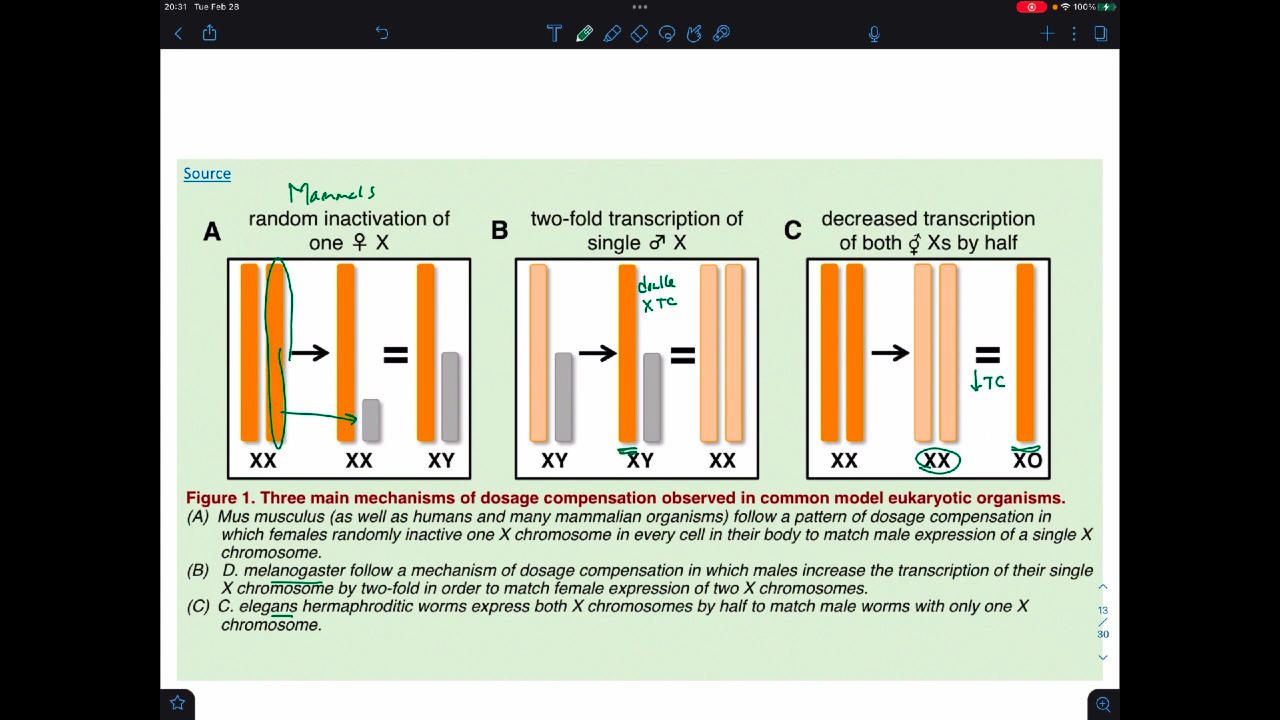 20:31 Tue Feb 28
100%
Source
Mammels
A
random inactivation of
one ♀ X
XX
XX
XY
B
two-fold transcription of
single ♂ X
double
X TC
XY
XY
XX
C
decreased transcription
of both ⚥ Xs by half
↓TC
XX
XX
XO
Figure 1. Three main mechanisms of dosage compensation observed in common model eukaryotic organisms.
(A) Mus musculus (as well as humans and many mammalian organisms) follow a pattern of dosage compensation in
which females randomly inactive one X chromosome in every cell in their body to match male expression of a single X
chromosome.
(B) D. melanogaster follow a mechanism of dosage compensation in which males increase the transcription of their single
X chromosome by two-fold in order to match female expression of two X chromosomes.
(C) C. elegans hermaphroditic worms express both X chromosomes by half to match male worms with only one X
chromosome.
13
/
30